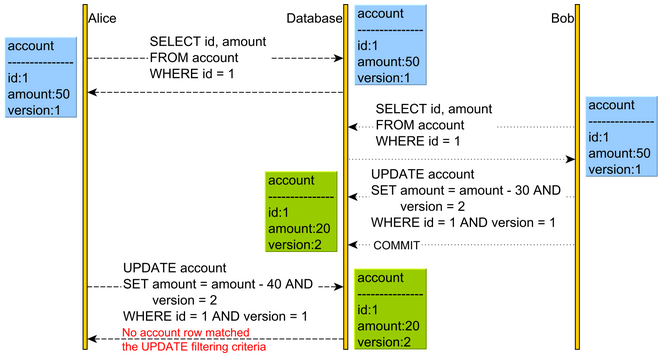 Alice
Database
Bob
account
---------------
id:1
amount:50
version:1
SELECT id, amount
FROM account
WHERE id = 1
account
---------------
id:1
amount:50
version:1
SELECT id, amount
FROM account
WHERE id = 1
account
---------------
id:1
amount:50
version:1
UPDATE account
SET amount = amount - 30 AND
version = 2
WHERE id = 1 AND version = 1
account
---------------
id:1
amount:20
version:2
COMMIT
UPDATE account
SET amount = amount - 40 AND
version = 2
WHERE id = 1 AND version = 1
account
---------------
id:1
amount:20
version:2
No account row matched
the UPDATE filtering criteria